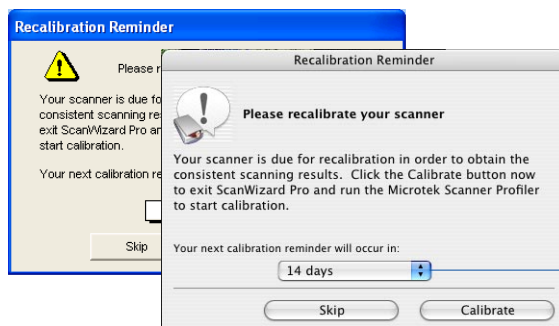 Recalibration Reminder
Please r
Your scanner is due fo
consistent scanning re
exit ScanWizard Pro an
start calibration.
Your next calibration re
Skip
Recalibration Reminder
Please recalibrate your scanner
Your scanner is due for recalibration in order to obtain the
consistent scanning results. Click the Calibrate button now
to exit ScanWizard Pro and run the Microtek Scanner Profiler
to start calibration.
Your next calibration reminder will occur in:
14 days
Skip
Calibrate